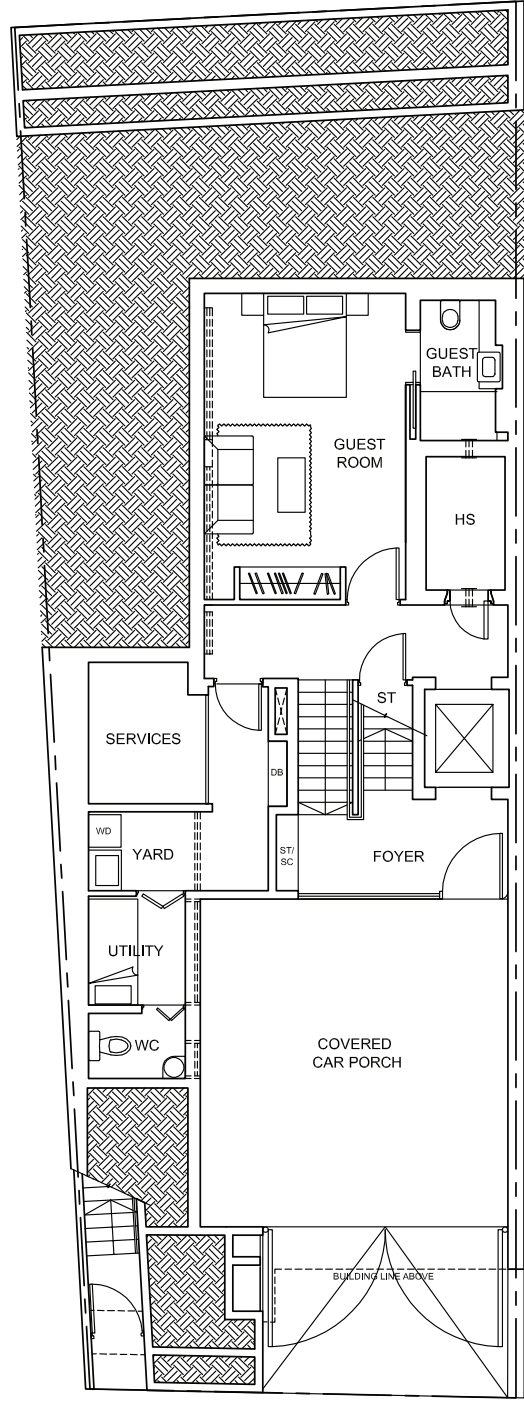 GUEST
BATH
GUEST
ROOM
HS
ST
SERVICES
DB
WD
YARD
ST/
SC
FOYER
UTILITY
WC
COVERED
CAR PORCH
BUILDING LINE ABOVE